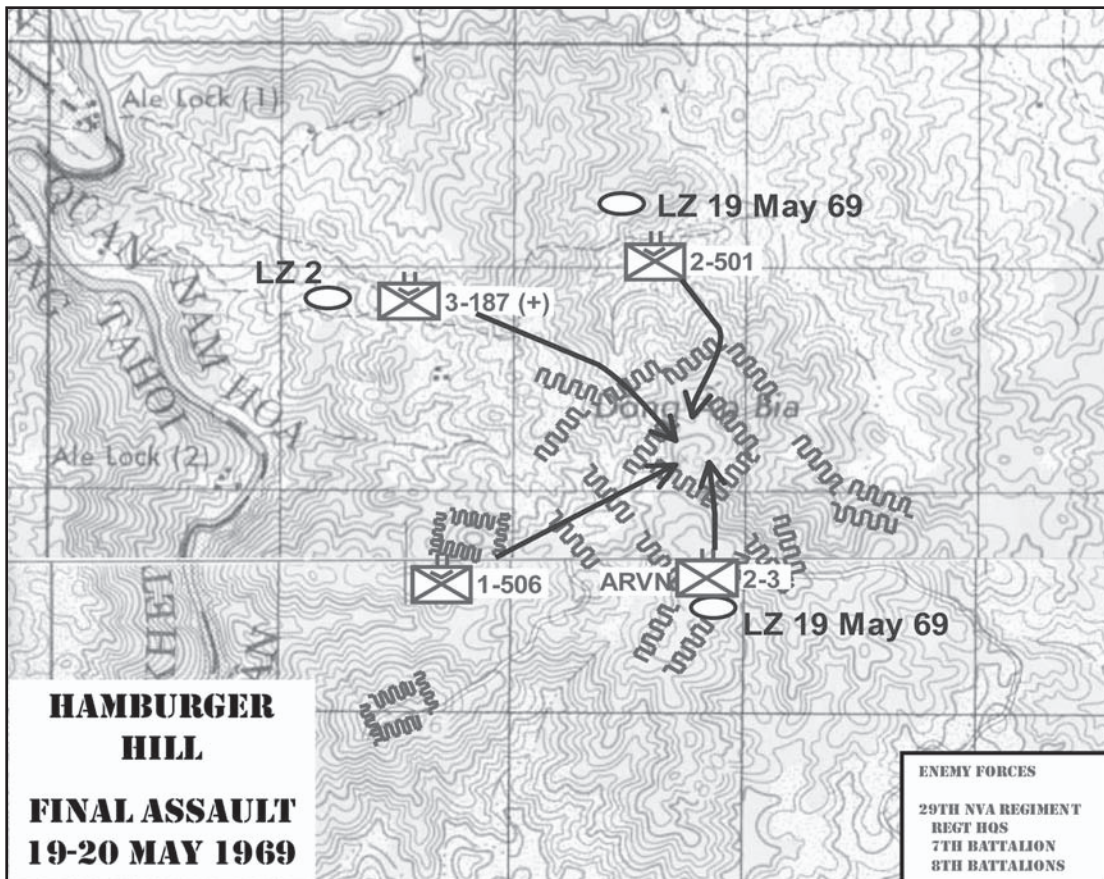 Ale Lock (1)
QUAN NAM HOA
TAHOI
LZ 19 May 69
2-501
LZ 2
3-187 (+)
Ale Lock (2)
1-506
ARVN
2-3
LZ 19 May 69
HAMBURGER
HILL
FINAL ASSAULT
19-20 MAY 1969
ENEMY FORCES
29TH NVA REGIMENT
REGT HQS
7TH BATTALION
8TH BATTALIONS